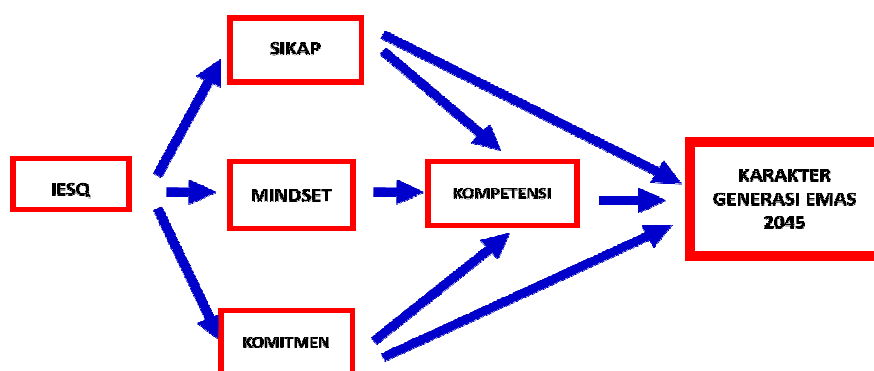 SIKAP
IESQ
MINDSET
KOMPETENSI
KARAKTER
GENERASI EMAS
2045
KOMITMEN